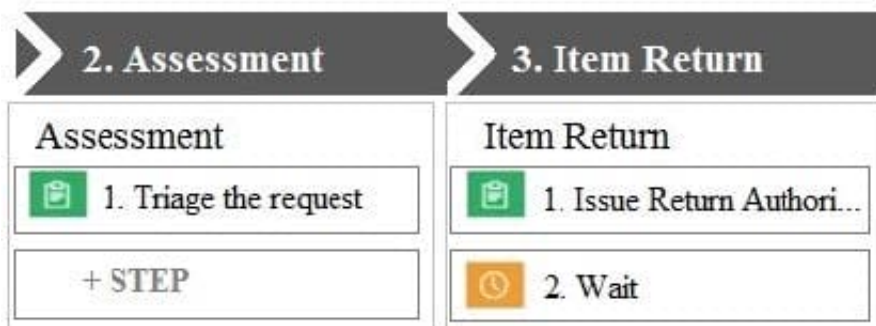 2. Assessment
3. Item Return
Assessment
1. Triage the request
+ STEP
Item Return
1. Issue Return Authori...
2. Wait